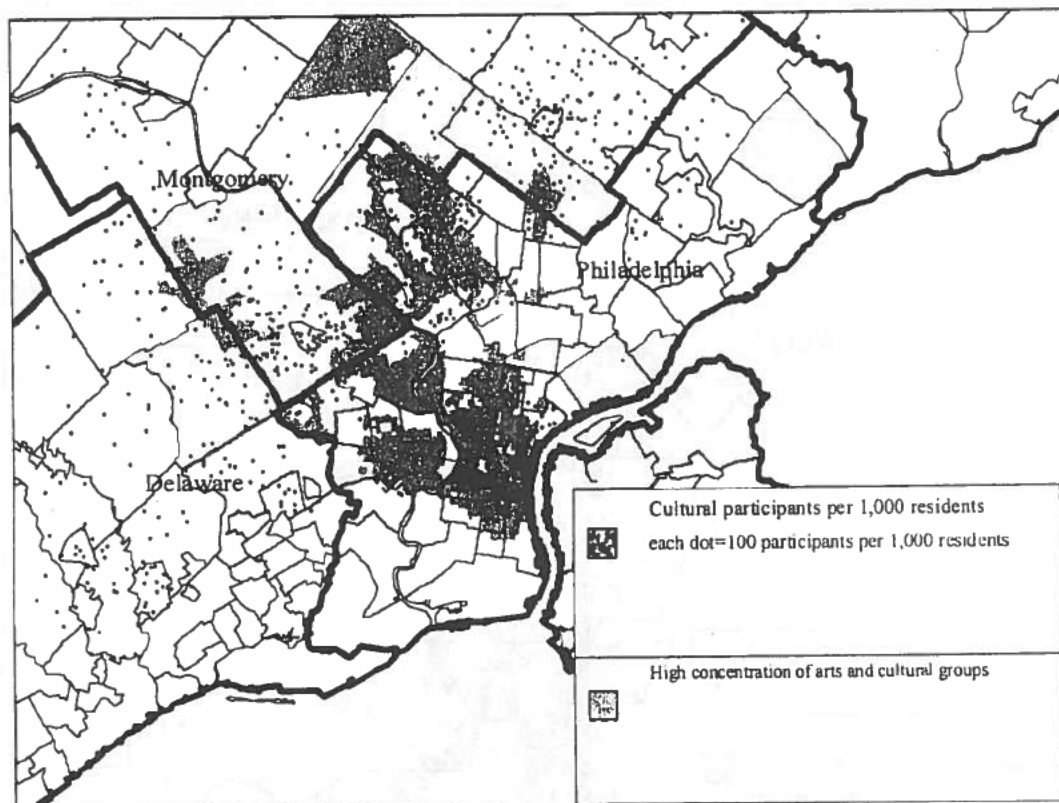 Montgomery
Philadelphia
Delaware
Cultural participants per 1,000 residents
each dot=100 participants per 1,000 residents
High concentration of arts and cultural groups